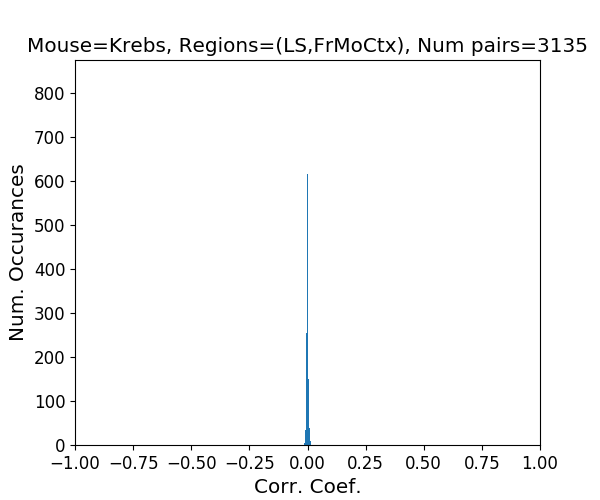 Mouse=Krebs, Regions=(LS,FrMoCtx), Num pairs=3135
800
700
600
500
400
300
200
100
0
Num. Occurances
−1.00 −0.75 −0.50 −0.25 0.00 0.25 0.50 0.75 1.00
Corr. Coef.